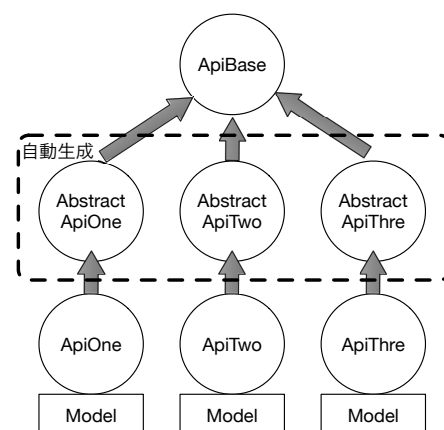 ApiBase
自動生成
Abstract
ApiOne
Abstract
ApiTwo
Abstract
ApiThre
ApiOne
ApiTwo
ApiThre
Model
Model
Model